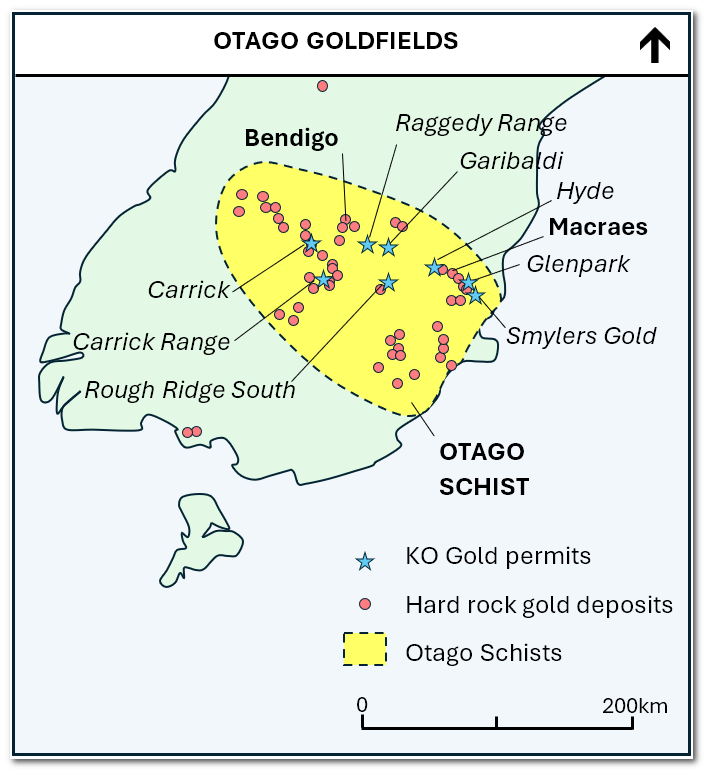 OTAGO GOLDFIELDS
Raggedy Range
Bendigo
Garibaldi
Hyde
Macraes
Glenpark
Carrick
Smylers Gold
Carrick Range
Rough Ridge South
OTAGO
SCHIST
KO Gold permits
Hard rock gold deposits
Otago Schists
0
200km